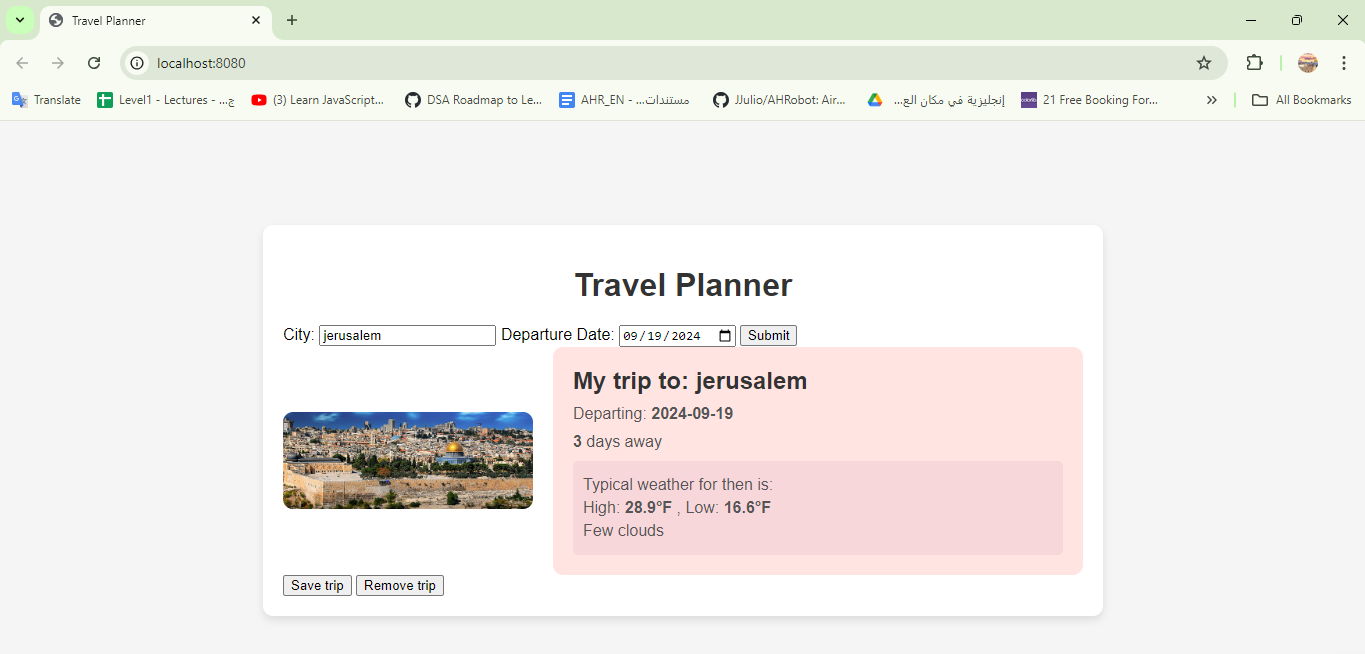 Travel Planner
localhost:8080
Translate
Level1 - Lectures - ...ج
(3) Learn JavaScript...
DSA Roadmap to Le...
AHR_EN - ...مستندات
JJulio/AHRobot: Air...
إنجليزية في مكان الع...
21 Free Booking For...
All Bookmarks
Travel Planner
City: jerusalem Departure Date: 09/19/2024 Submit
My trip to: jerusalem
Departing: 2024-09-19
3 days away
Typical weather for then is:
High: 28.9°F , Low: 16.6°F
Few clouds
Save trip Remove trip